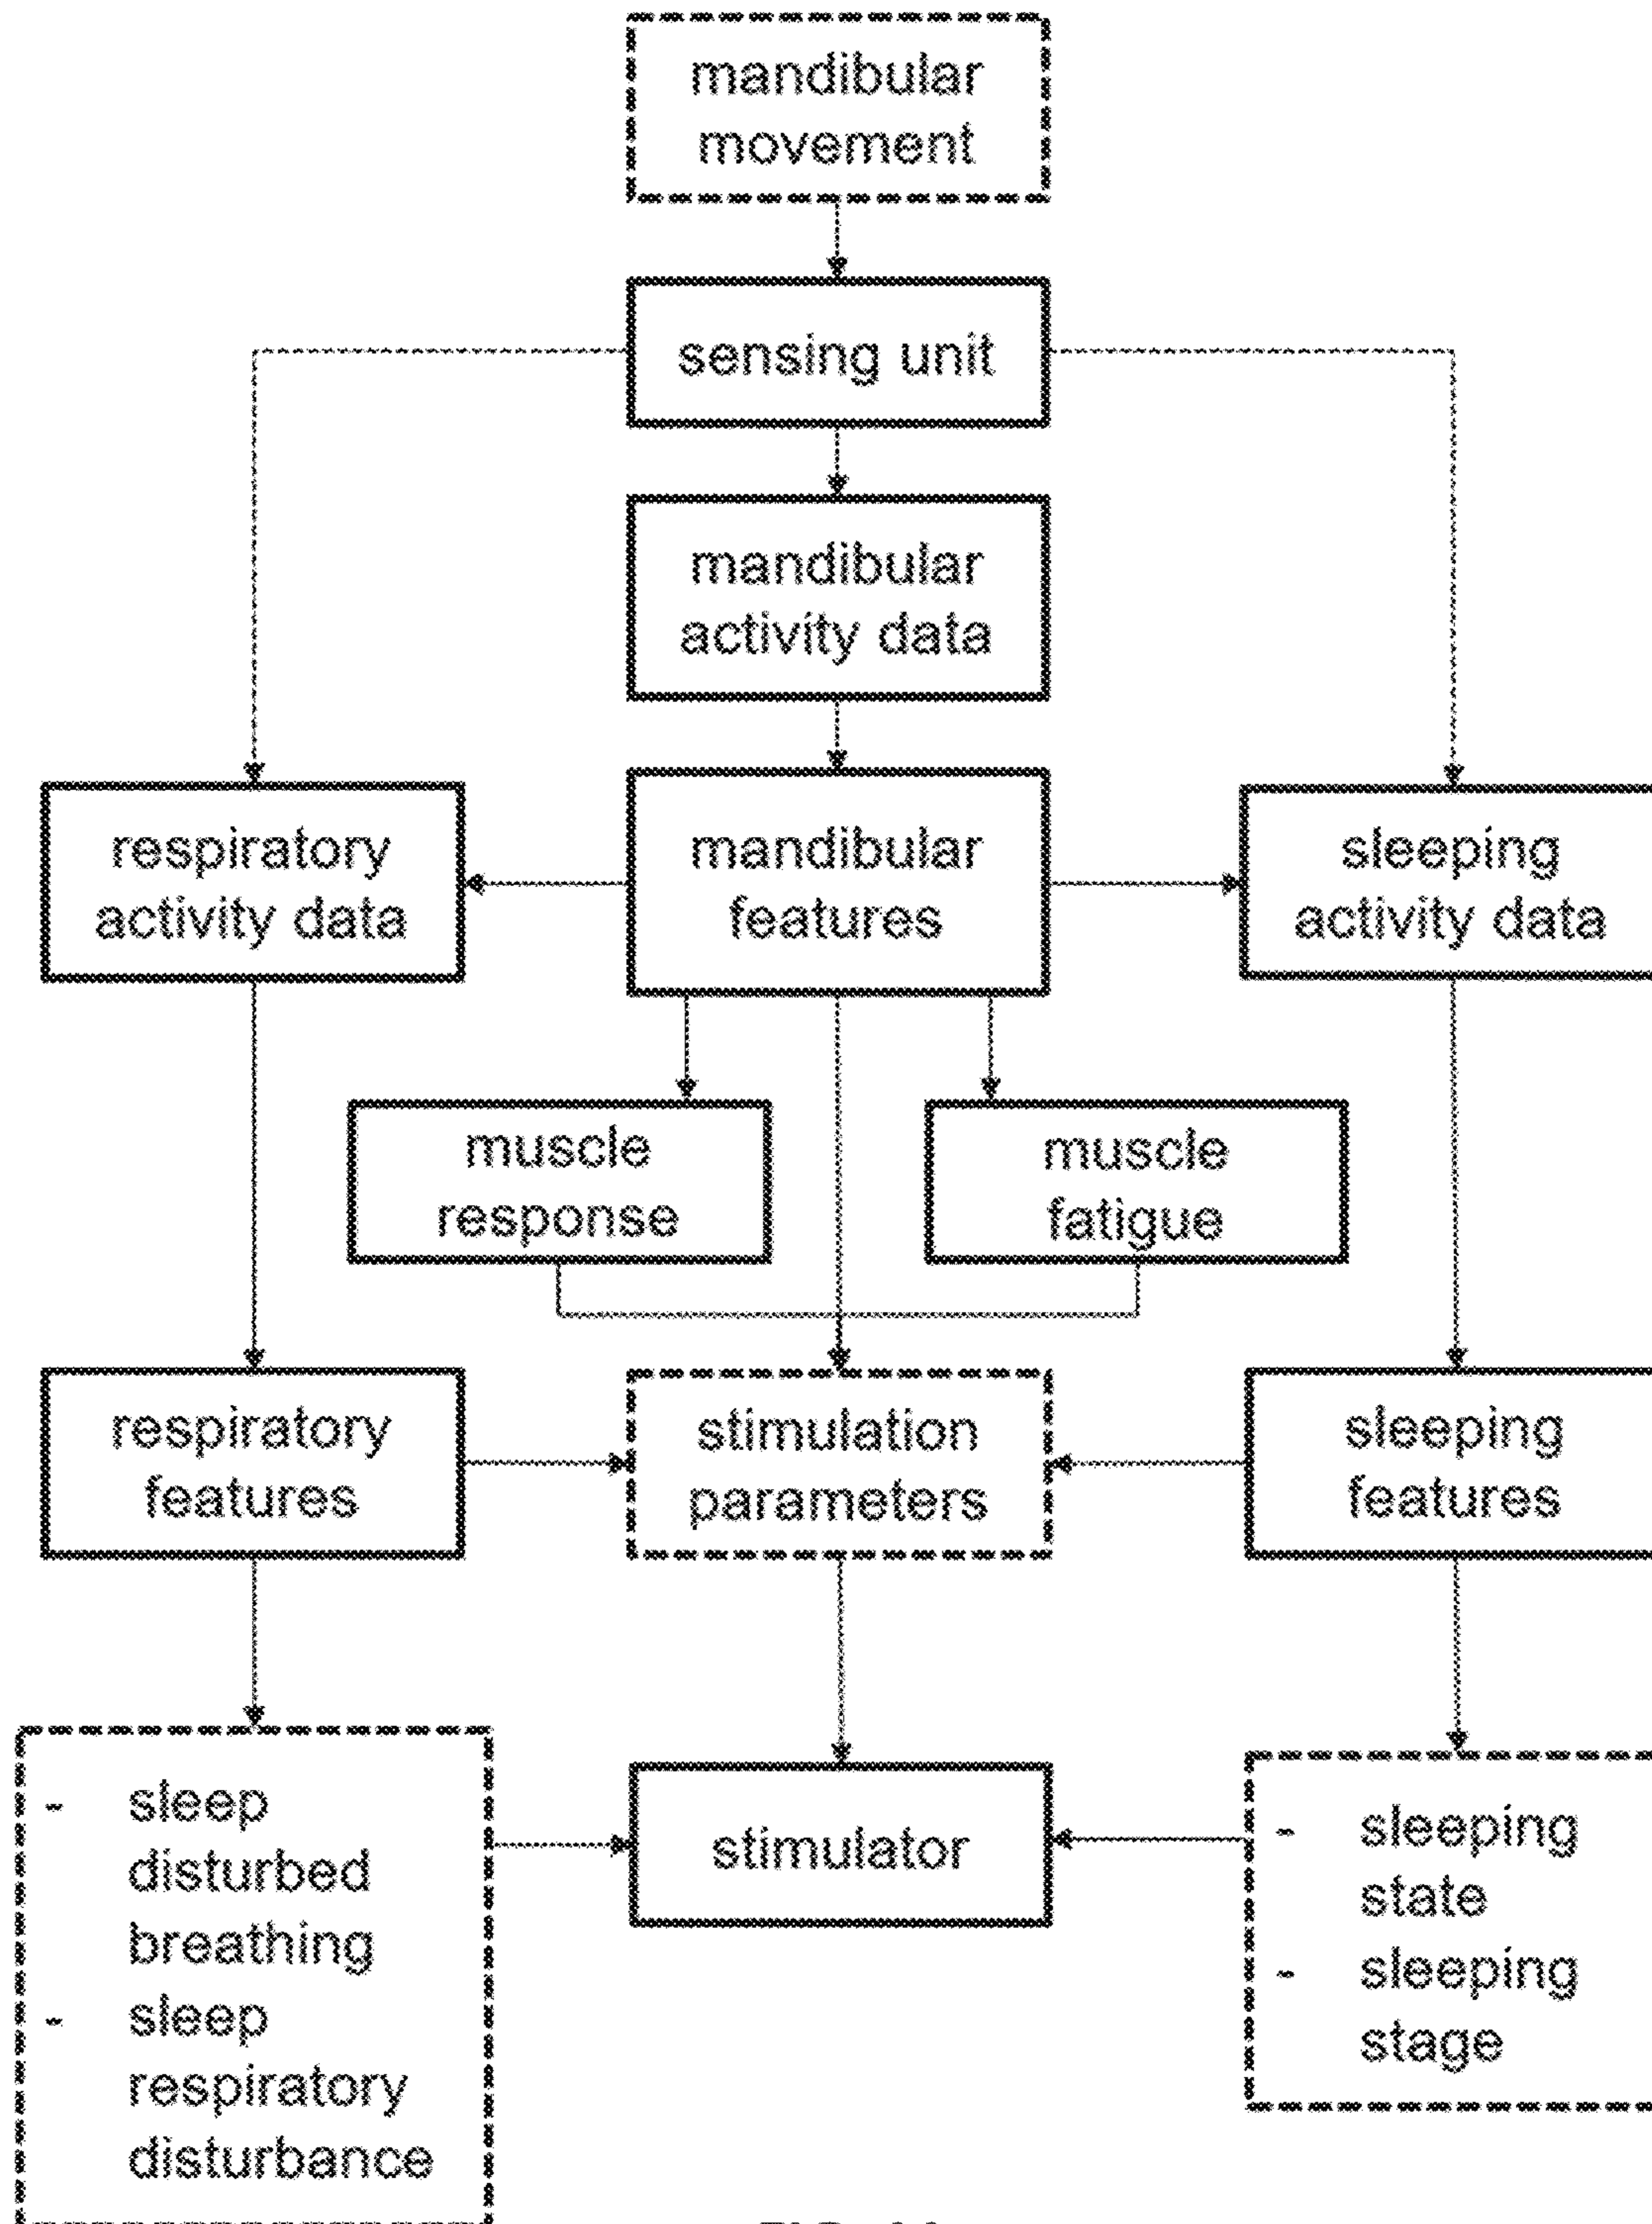 mandibular
movement
sensing unit
mandibular
activity data
respiratory
activity data
mandibular
features
sleeping
activity data
muscle
response
muscle
fatigue
respiratory
features
stimulation
parameters
sleeping
features
- sleep
disturbed
breathing
- sleep
respiratory
disturbance
stimulator
- sleeping
state
- sleeping
stage